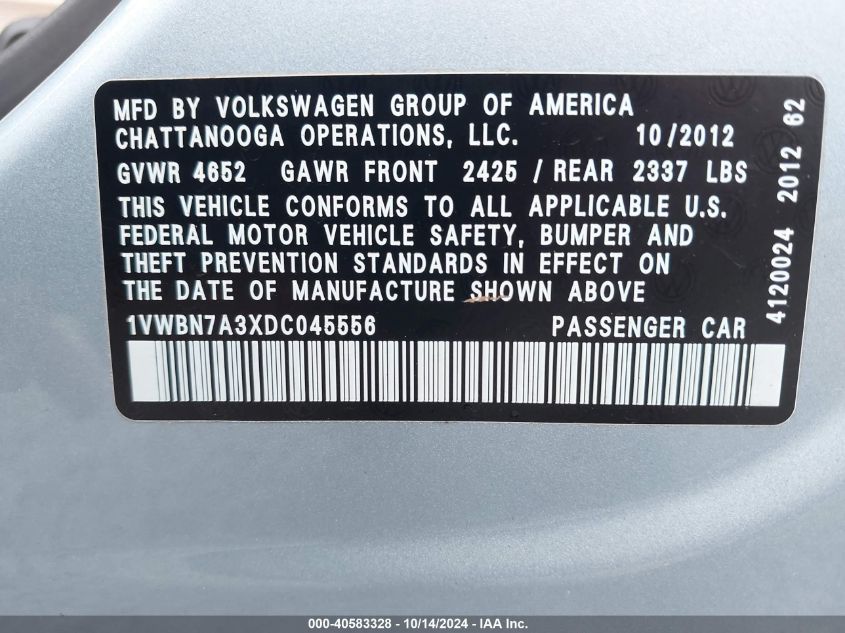 MFD BY VOLKSWAGEN GROUP OF AMERICA
CHATTANOOGA OPERATIONS, LLC. 10/2012
GVWR 4652 GAWR FRONT 2425 / REAR 2337 LBS
THIS VEHICLE CONFORMS TO ALL APPLICABLE U.S.
FEDERAL MOTOR VEHICLE SAFETY, BUMPER AND
THEFT PREVENTION STANDARDS IN EFFECT ON
THE DATE OF MANUFACTURE SHOWN ABOVE
1VWBN7A3XDC045556 PASSENGER CAR
4120024 2012 62
000-40583328 - 10/14/2024 - IAA Inc.